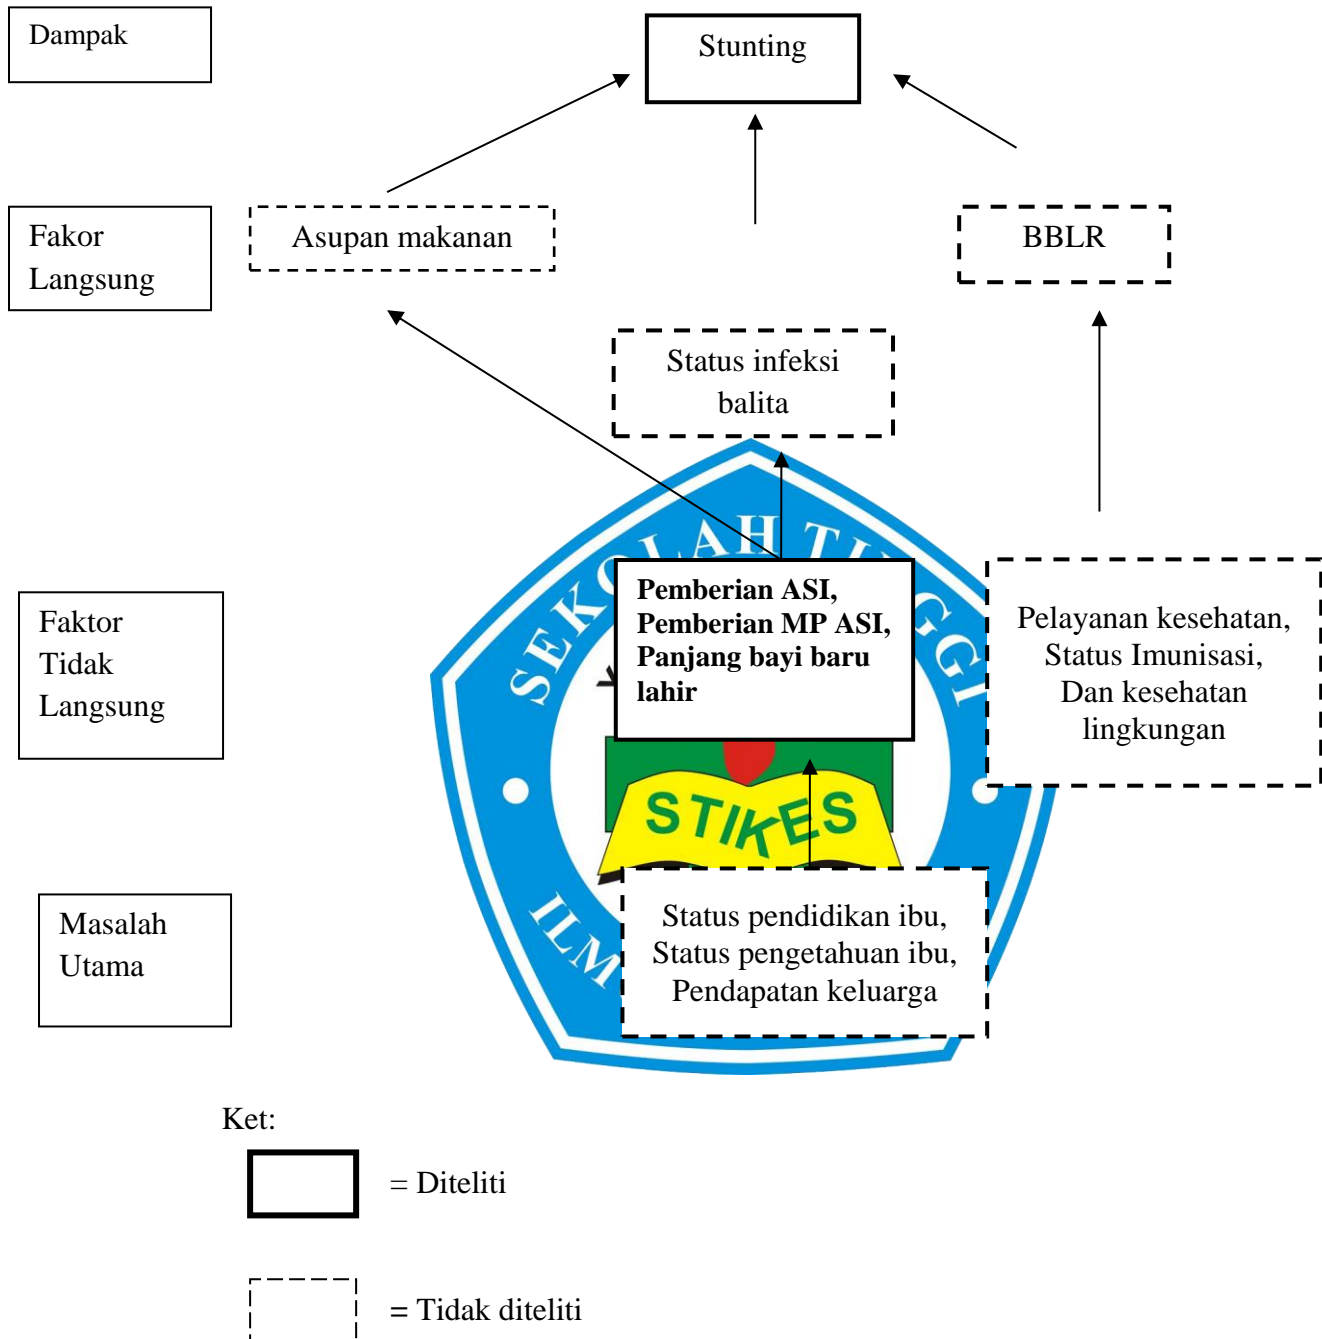 Dampak
Stunting
Fakor
Langsung
Asupan makanan
BBLR
Status infeksi
balita
SEKOLAH TINGGI
Faktor
Tidak
Langsung
Pemberian ASI,
Pemberian MP ASI,
Panjang bayi baru
lahir
Pelayanan kesehatan,
Status Imunisasi,
Dan kesehatan
lingkungan
STIKES
Masalah
Utama
Status pendidikan ibu,
Status pengetahuan ibu,
Pendapatan keluarga
Ket:
= Diteliti
= Tidak diteliti